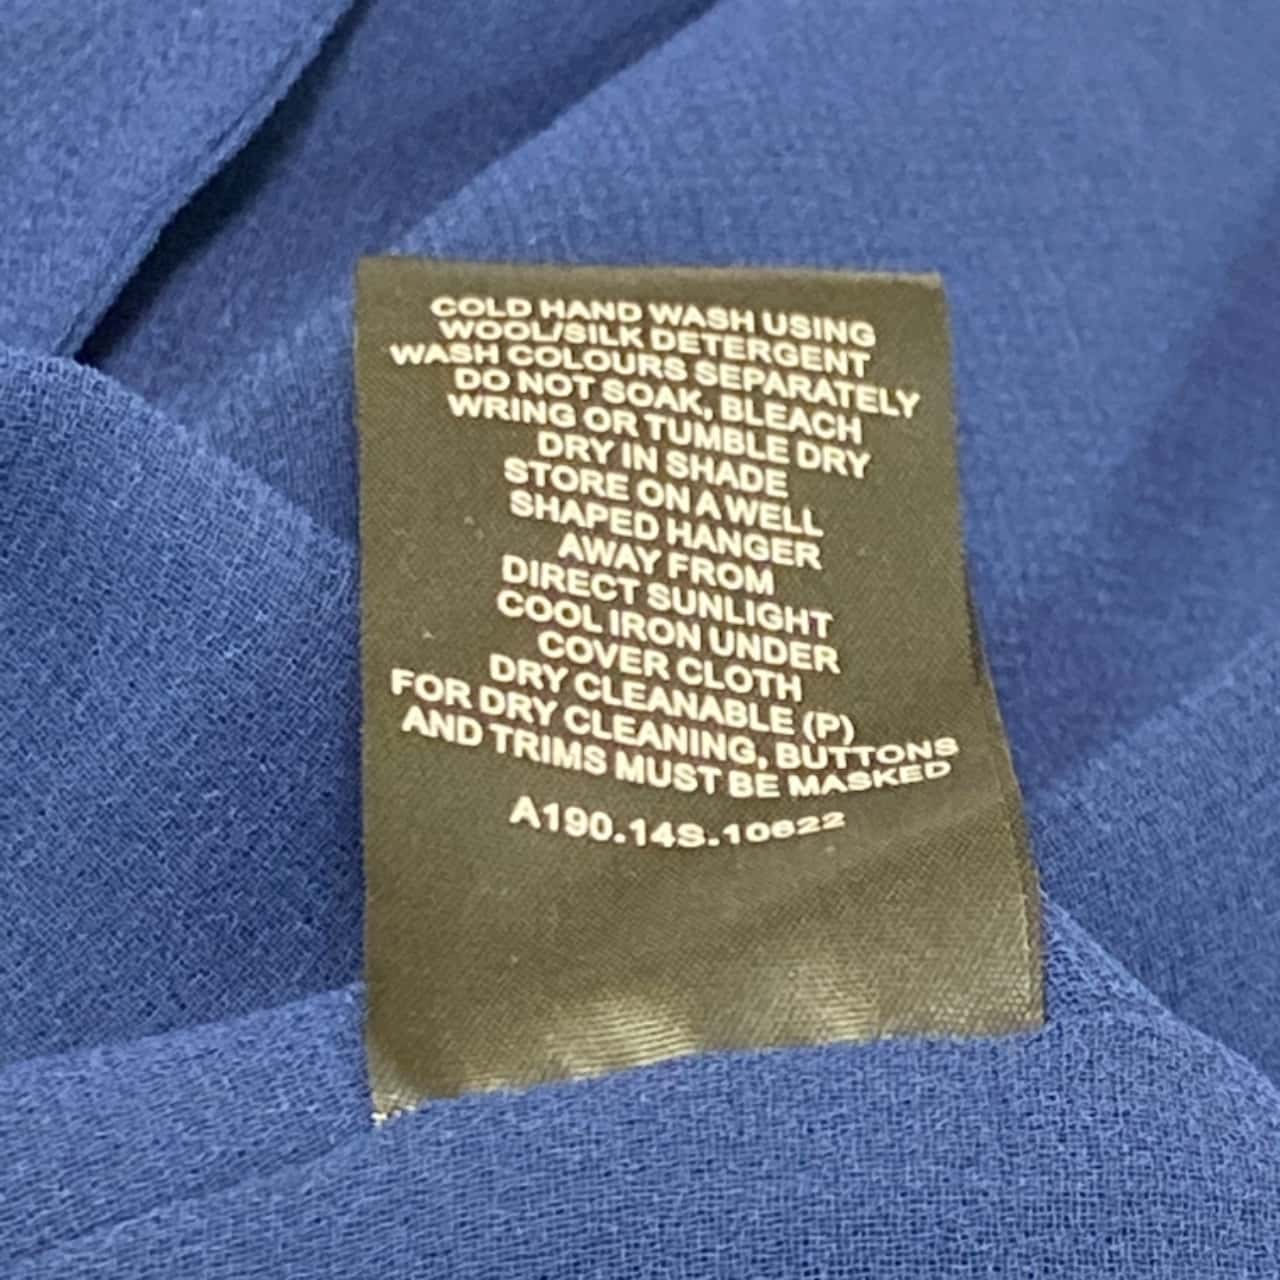 COLD HAND WASH USING
WOOL/SILK DETERGENT
WASH COLOURS SEPARATELY
DO NOT SOAK, BLEACH
WRING OR TUMBLE DRY
DRY IN SHADE
STORE ON A WELL
SHAPED HANGER
AWAY FROM
DIRECT SUNLIGHT
COOL IRON UNDER
COVER CLOTH
DRY CLEANABLE (P)
FOR DRY CLEANING, BUTTONS
AND TRIMS MUST BE MASKED
A190.14S.10622